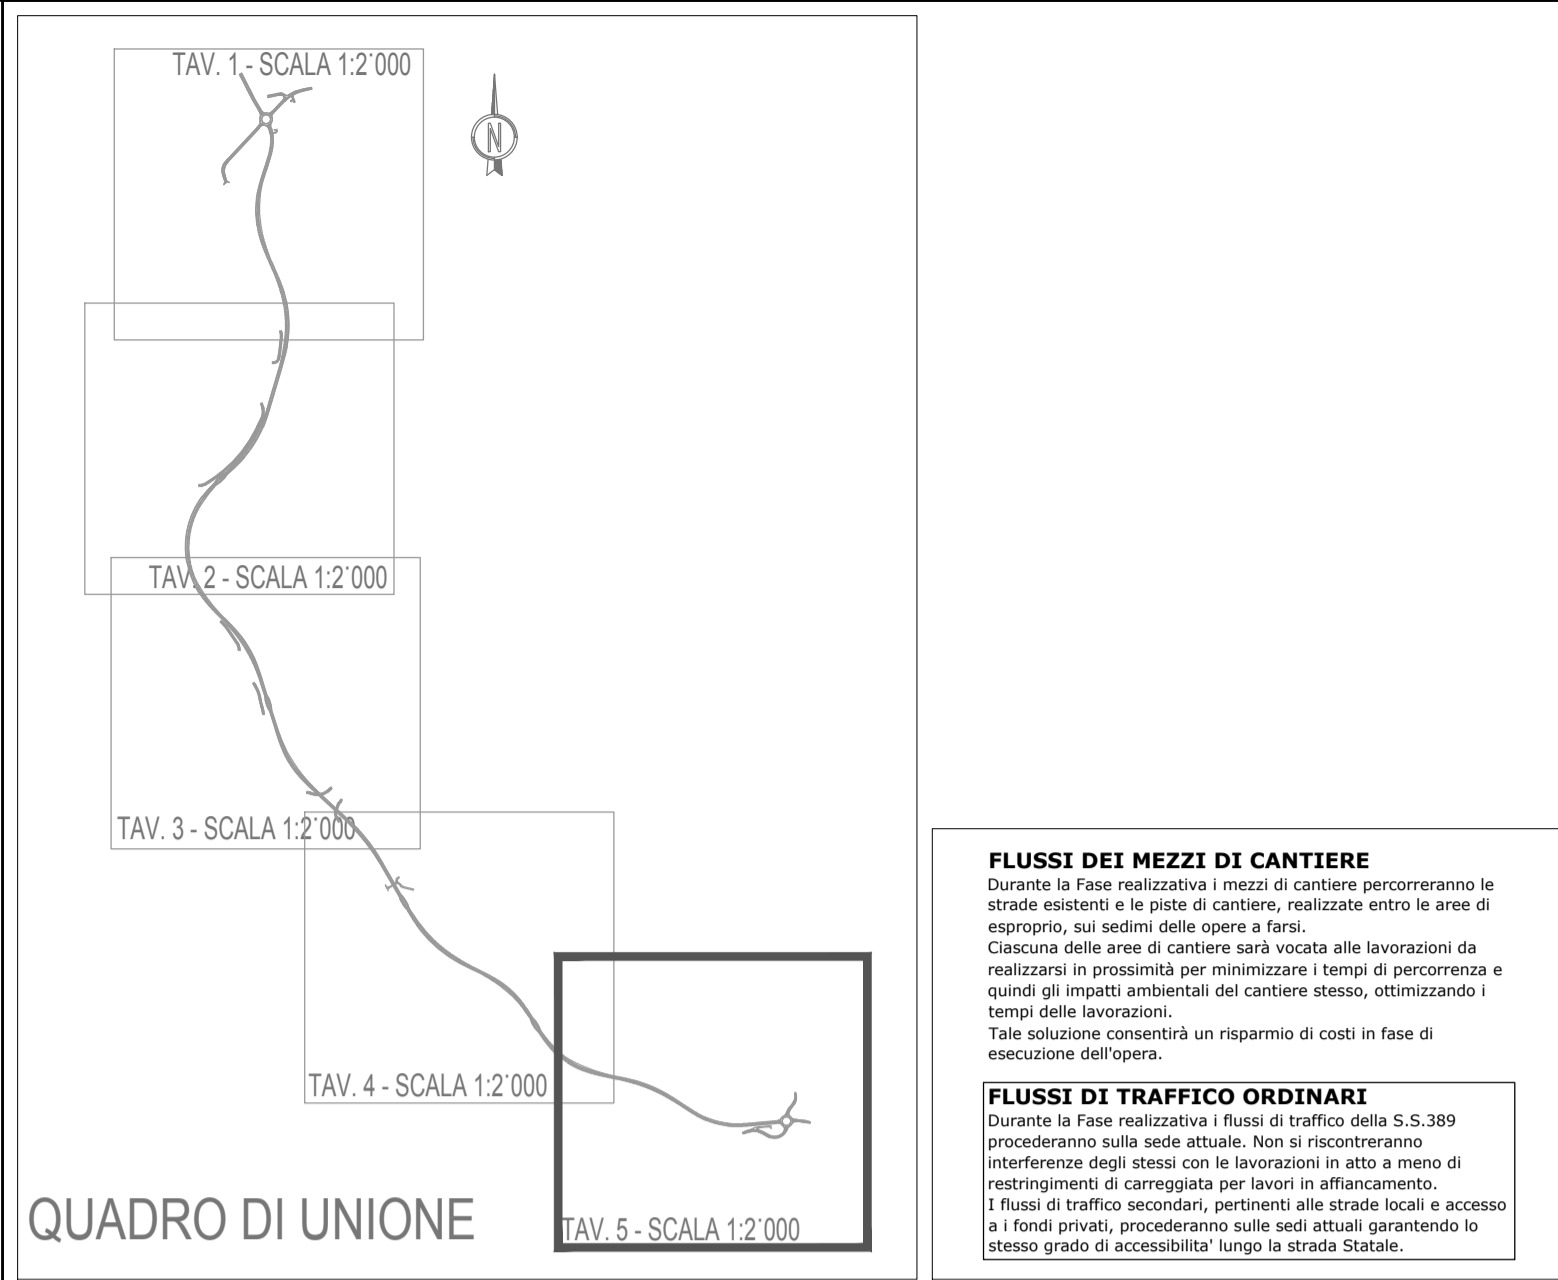 TAV. 1 - SCALA 1:2˙000
N
TAV. 2 - SCALA 1:2˙000
TAV. 3 - SCALA 1:2˙000
TAV. 4 - SCALA 1:2˙000
TAV. 5 - SCALA 1:2˙000
QUADRO DI UNIONE
FLUSSI DEI MEZZI DI CANTIERE
Durante la Fase realizzativa i mezzi di cantiere percorreranno le
strade esistenti e le piste di cantiere, realizzate entro le aree di
esproprio, sui sedimi delle opere a farsi.
Ciascuna delle aree di cantiere sarà vocata alle lavorazioni da
realizzarsi in prossimità per minimizzare i tempi di percorrenza e
quindi gli impatti ambientali del cantiere stesso, ottimizzando i
tempi delle lavorazioni.
Tale soluzione consentirà un risparmio di costi in fase di
esecuzione dell'opera.
FLUSSI DI TRAFFICO ORDINARI
Durante la Fase realizzativa i flussi di traffico della S.S.389
procederanno sulla sede attuale. Non si riscontreranno
interferenze degli stessi con le lavorazioni in atto a meno di
restringimenti di carreggiata per lavori in affiancamento.
I flussi di traffico secondari, pertinenti alle strade locali e accesso
a i fondi privati, procederanno sulle sedi attuali garantendo lo
stesso grado di accessibilita' lungo la strada Statale.